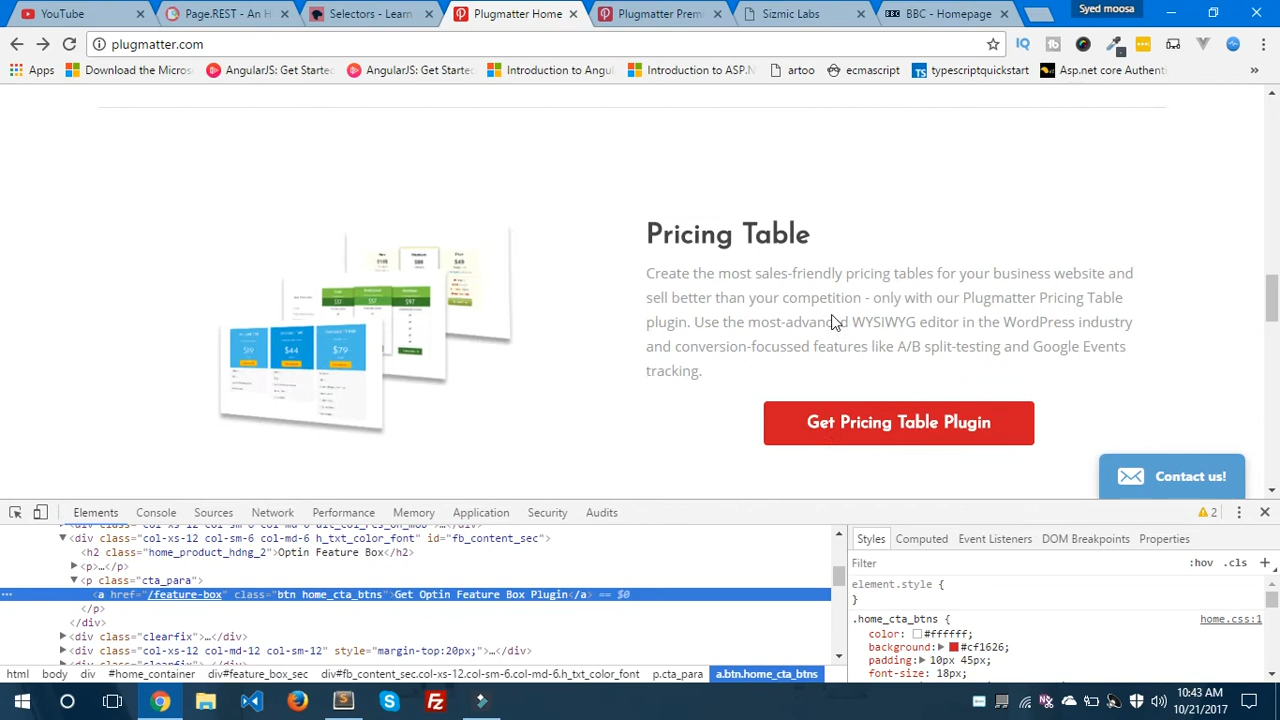 YouTube
Page.REST - An H
Selectors - Learn
Plugmatter Home
Plugmatter Prem
Sizmic Labs
BBC - Homepage
Syed moosa
plugmatter.com
Apps
Download the Micros
AngularJS: Get Starte
AngularJS: Get Starte
Introduction to Angu
Introduction to ASP.N
artoo
ecmascript
typescriptquickstart
Asp.net core Authenti
Pricing Table
Create the most sales-friendly pricing tables for your business website and
sell better than your competition - only with our Plugmatter Pricing Table
plugin. Use the most-advanced WYSIWYG editor in the WordPress industry
and conversion-focussed features like A/B split-testing and Google Events
tracking.
$19 $44 $79
Get Pricing Table Plugin
Contact us!
Elements Console Sources Network Performance Memory Application Security Audits
2
<div class="col-xs-12 col-sm-6 col-md-6 h_txt_color_font" id="fb_content_sec">
<h2 class="home_product_hdng_2">Optin Feature Box</h2>
<p>…</p>
<p class="cta_para">
<a href="/feature-box" class="btn home_cta_btns">Get Optin Feature Box Plugin</a> == $0
</p>
</div>
<div class="clearfix">…</div>
<div class="col-xs-12 col-md-12 col-sm-12" style="margin-top:20px;">…</div>
html body div #home_container div#feature_box_sec div#fb_content_sec.col-xs-12.col-sm-6.col-md-6.h_txt_color_font p.cta_para a.btn.home_cta_btns
Styles Computed Event Listeners DOM Breakpoints Properties
Filter
:hov .cls +
element.style {
}
.home_cta_btns {
home.css:1
color: #ffffff;
background: #cf1626;
padding: 10px 45px;
font-size: 18px;
10:43 AM
10/21/2017